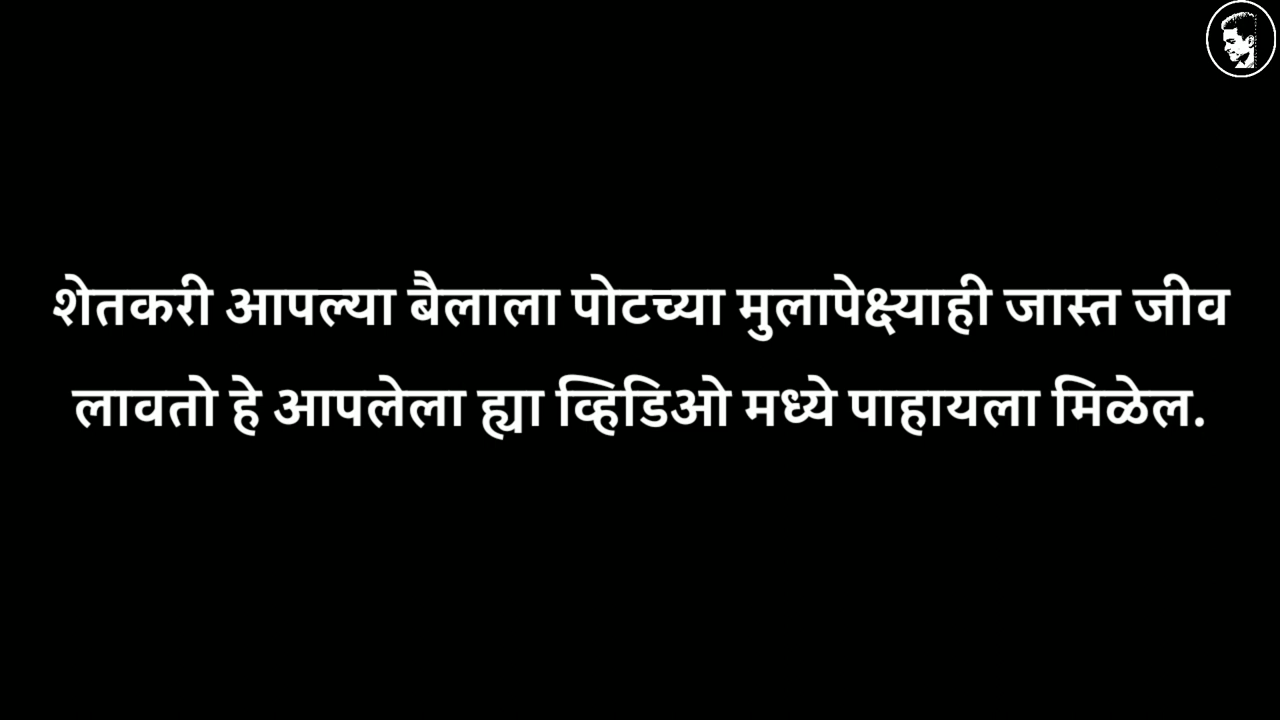 शेतकरी आपल्या बैलाला पोटच्या मुलापेक्ष्याही जास्त जीव
लावतो हे आपलेला ह्या व्हिडिओ मध्ये पाहायला मिळेल.